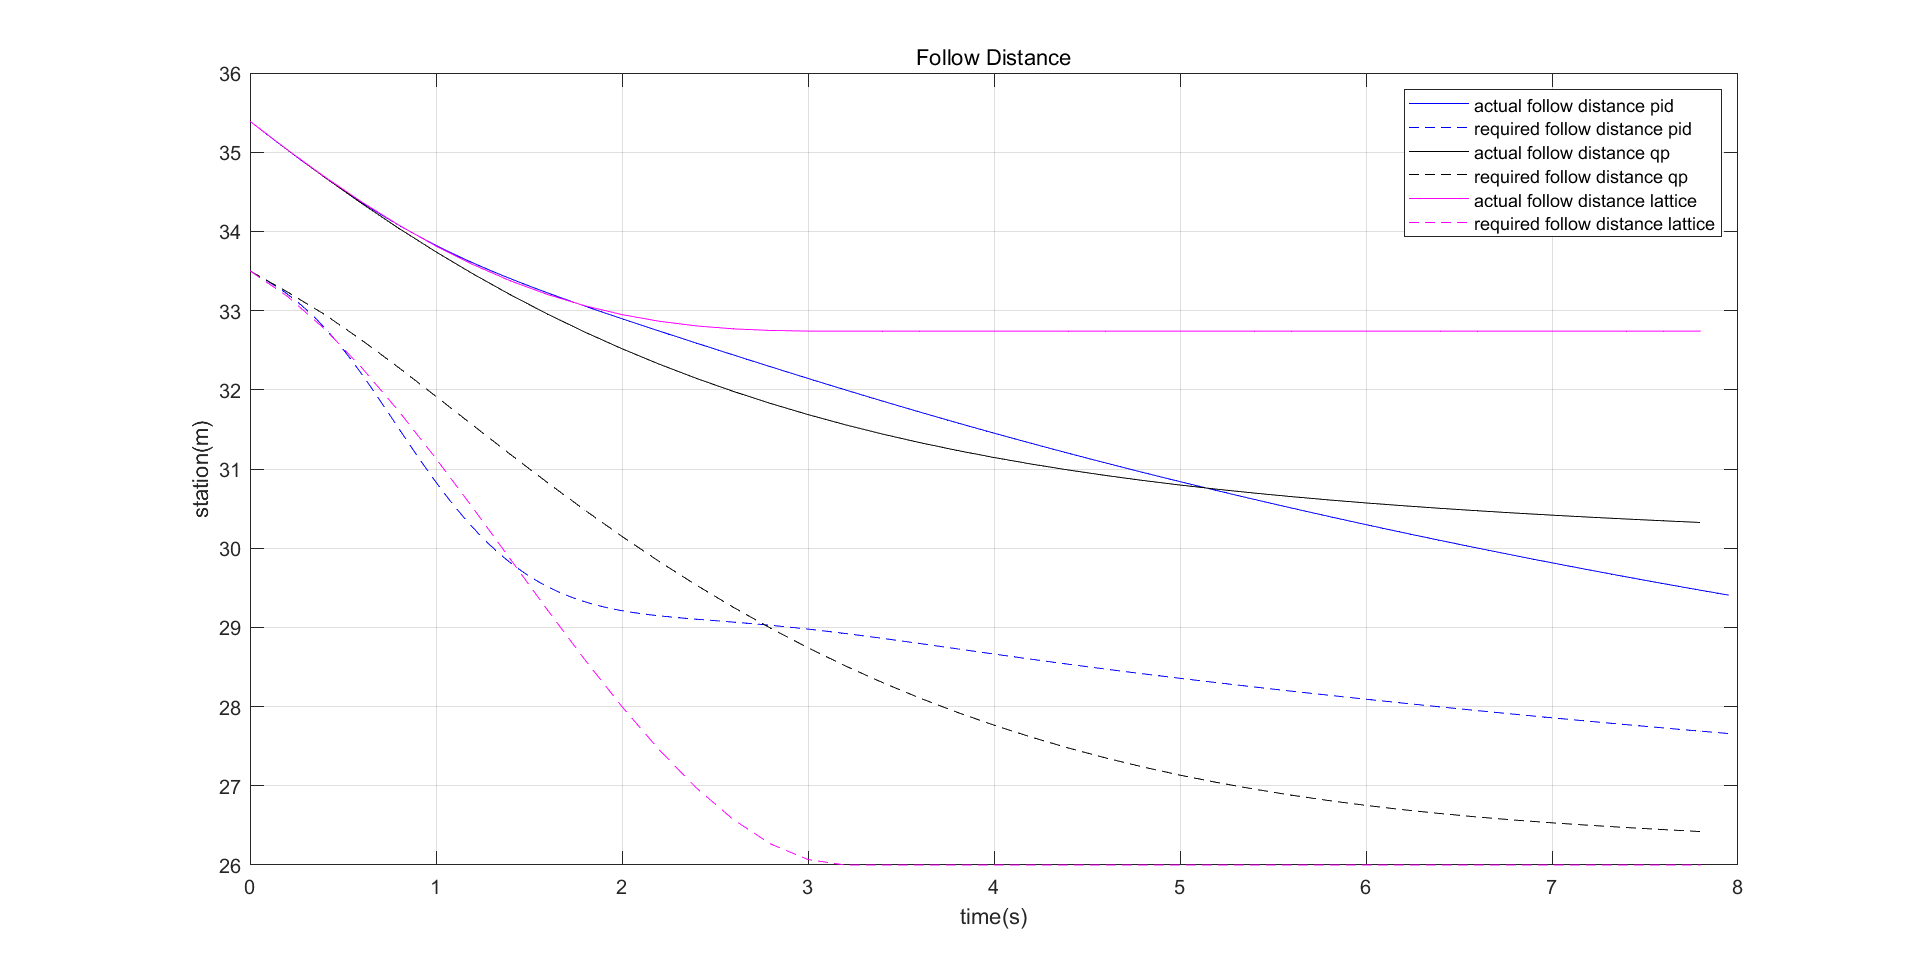 Follow Distance
36
35
34
33
32
31
30
29
28
27
26
station(m)
actual follow distance pid
required follow distance pid
actual follow distance qp
required follow distance qp
actual follow distance lattice
required follow distance lattice
0 1 2 3 4 5 6 7 8
time(s)